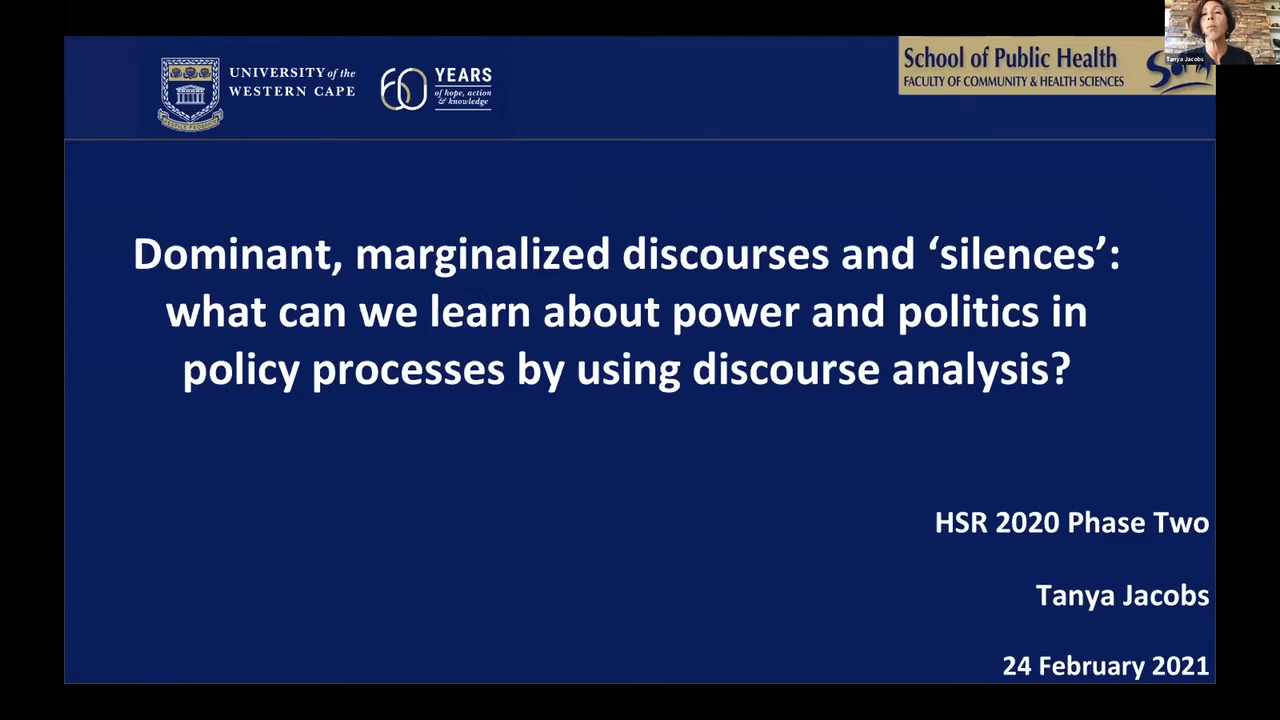 UNIVERSITY of the
WESTERN CAPE
60 YEARS
of hope, action
& knowledge
School of Public Health
FACULTY OF COMMUNITY & HEALTH SCIENCES
Tanya Jacobs
Dominant, marginalized discourses and ‘silences’:
what can we learn about power and politics in
policy processes by using discourse analysis?
HSR 2020 Phase Two
Tanya Jacobs
24 February 2021